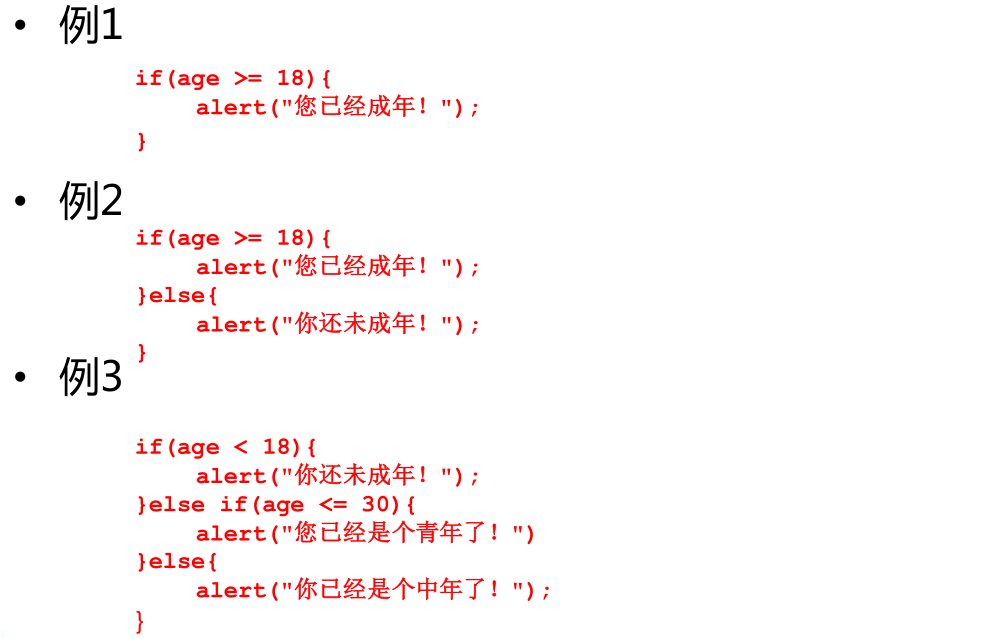 • 例1
if(age >= 18){
    alert("您已经成年！");
}
• 例2
if(age >= 18){
    alert("您已经成年！");
}else{
    alert("你还未成年！");
}
• 例3
if(age < 18){
    alert("你还未成年！");
}else if(age <= 30){
    alert("您已经是个青年了！")
}else{
    alert("你已经是个中年了！");
}